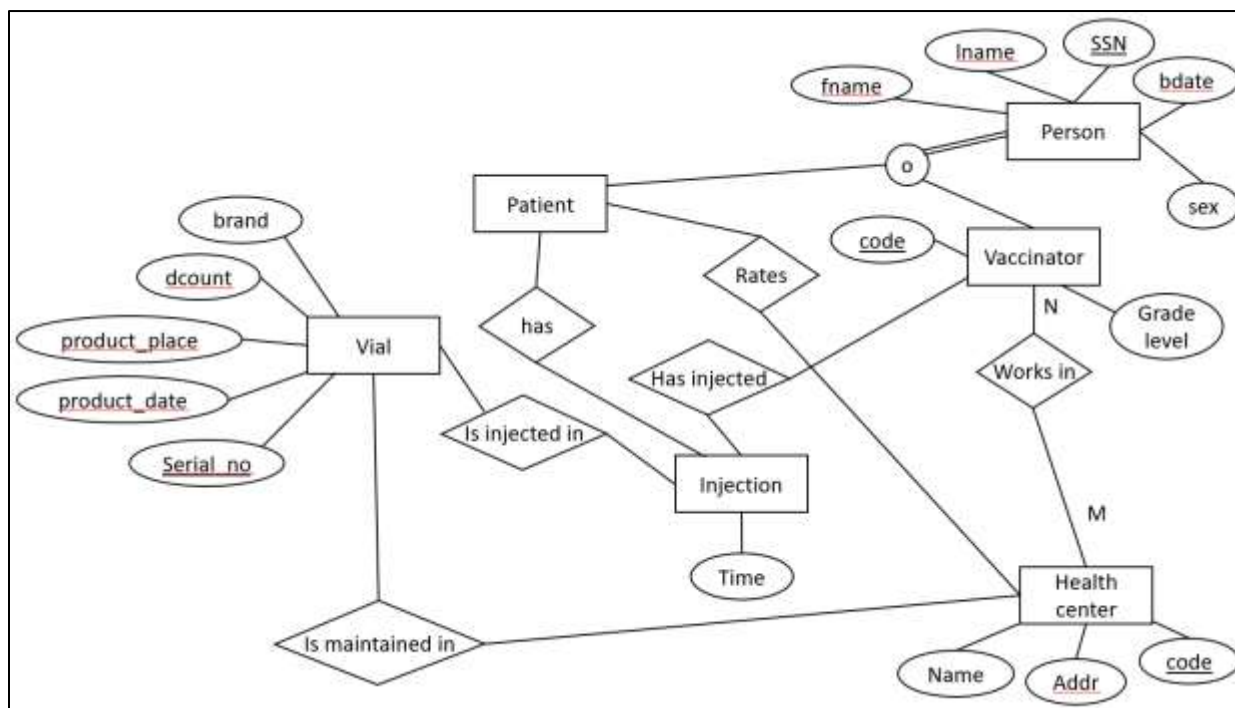 lname
SSN
fname
bdate
Person
o
sex
Patient
brand
code
Vaccinator
dcount
Rates
N
Grade
level
product_place
has
Vial
Has injected
Works in
product_date
Is injected in
Serial_no
Injection
M
Time
Health
center
Is maintained in
Name
Addr
code